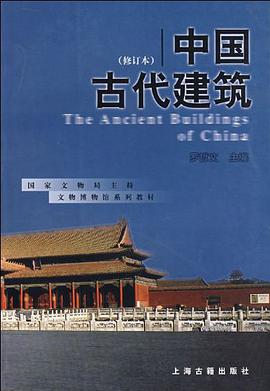 中国
(修订本)
古代建筑
The Ancient Buildings
of China
罗哲文 主编
国家文物局主持
文物博物馆系列教材
上海古籍出版社